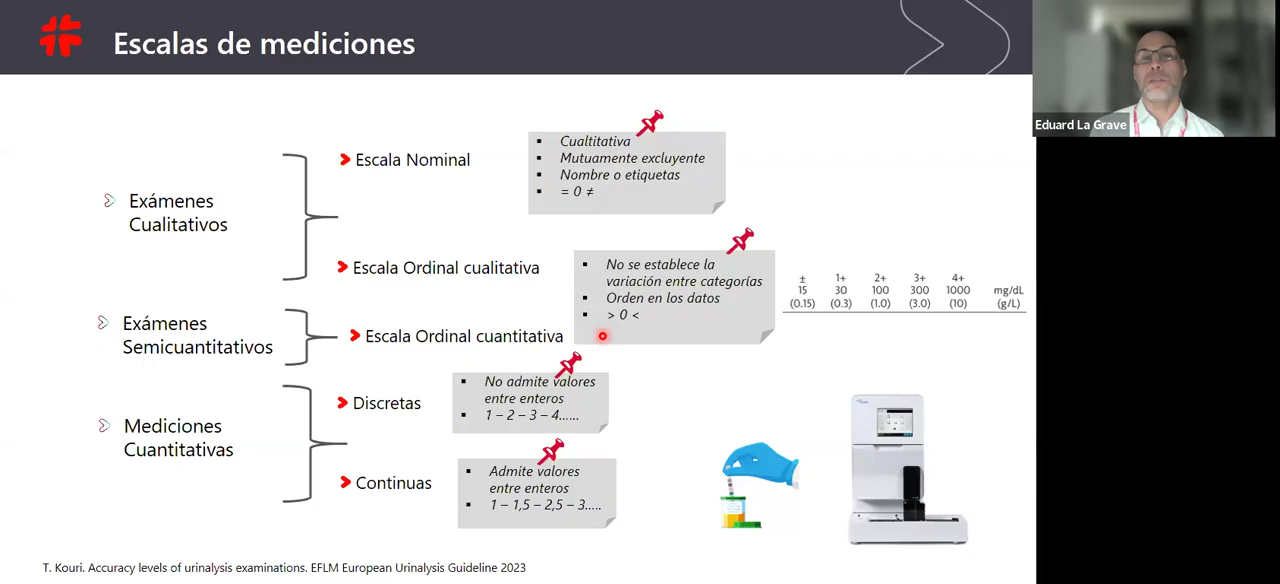 Escalas de mediciones
Eduard La Grave
Exámenes
Cualitativos
Escala Nominal
▪ Cualtitativa
▪ Mutuamente excluyente
▪ Nombre o etiquetas
▪ = 0 ≠
Escala Ordinal cualitativa
▪ No se establece la
variación entre categorías
▪ Orden en los datos
▪ > 0 <
± 1+ 2+ 3+ 4+
15 30 100 300 1000 mg/dL
(0.15) (0.3) (1.0) (3.0) (10) (g/L)
Exámenes
Semicuantitativos
Escala Ordinal cuantitativa
Mediciones
Cuantitativas
Discretas
▪ No admite valores
entre enteros
▪ 1 – 2 – 3 – 4......
Continuas
▪ Admite valores
entre enteros
▪ 1 – 1,5 – 2,5 – 3.....
T. Kouri. Accuracy levels of urinalysis examinations. EFLM European Urinalysis Guideline 2023